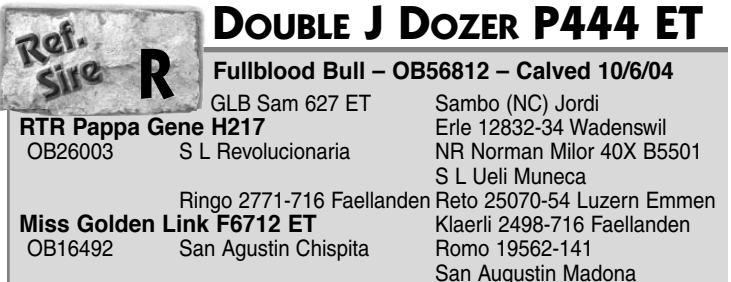 Ref.
Sire
R
DOUBLE J DOZER P444 ET
Fullblood Bull – OB56812 – Calved 10/6/04
GLB Sam 627 ET Sambo (NC) Jordi
RTR Pappa Gene H217 Erle 12832-34 Wadenswil
OB26003 S L Revolucionaria NR Norman Milor 40X B5501
S L Ueli Muneca
Ringo 2771-716 Faellanden Reto 25070-54 Luzern Emmen
Miss Golden Link F6712 ET Klaerli 2498-716 Faellanden
OB16492 San Agustin Chispita Romo 19562-141
San Augustin Madona